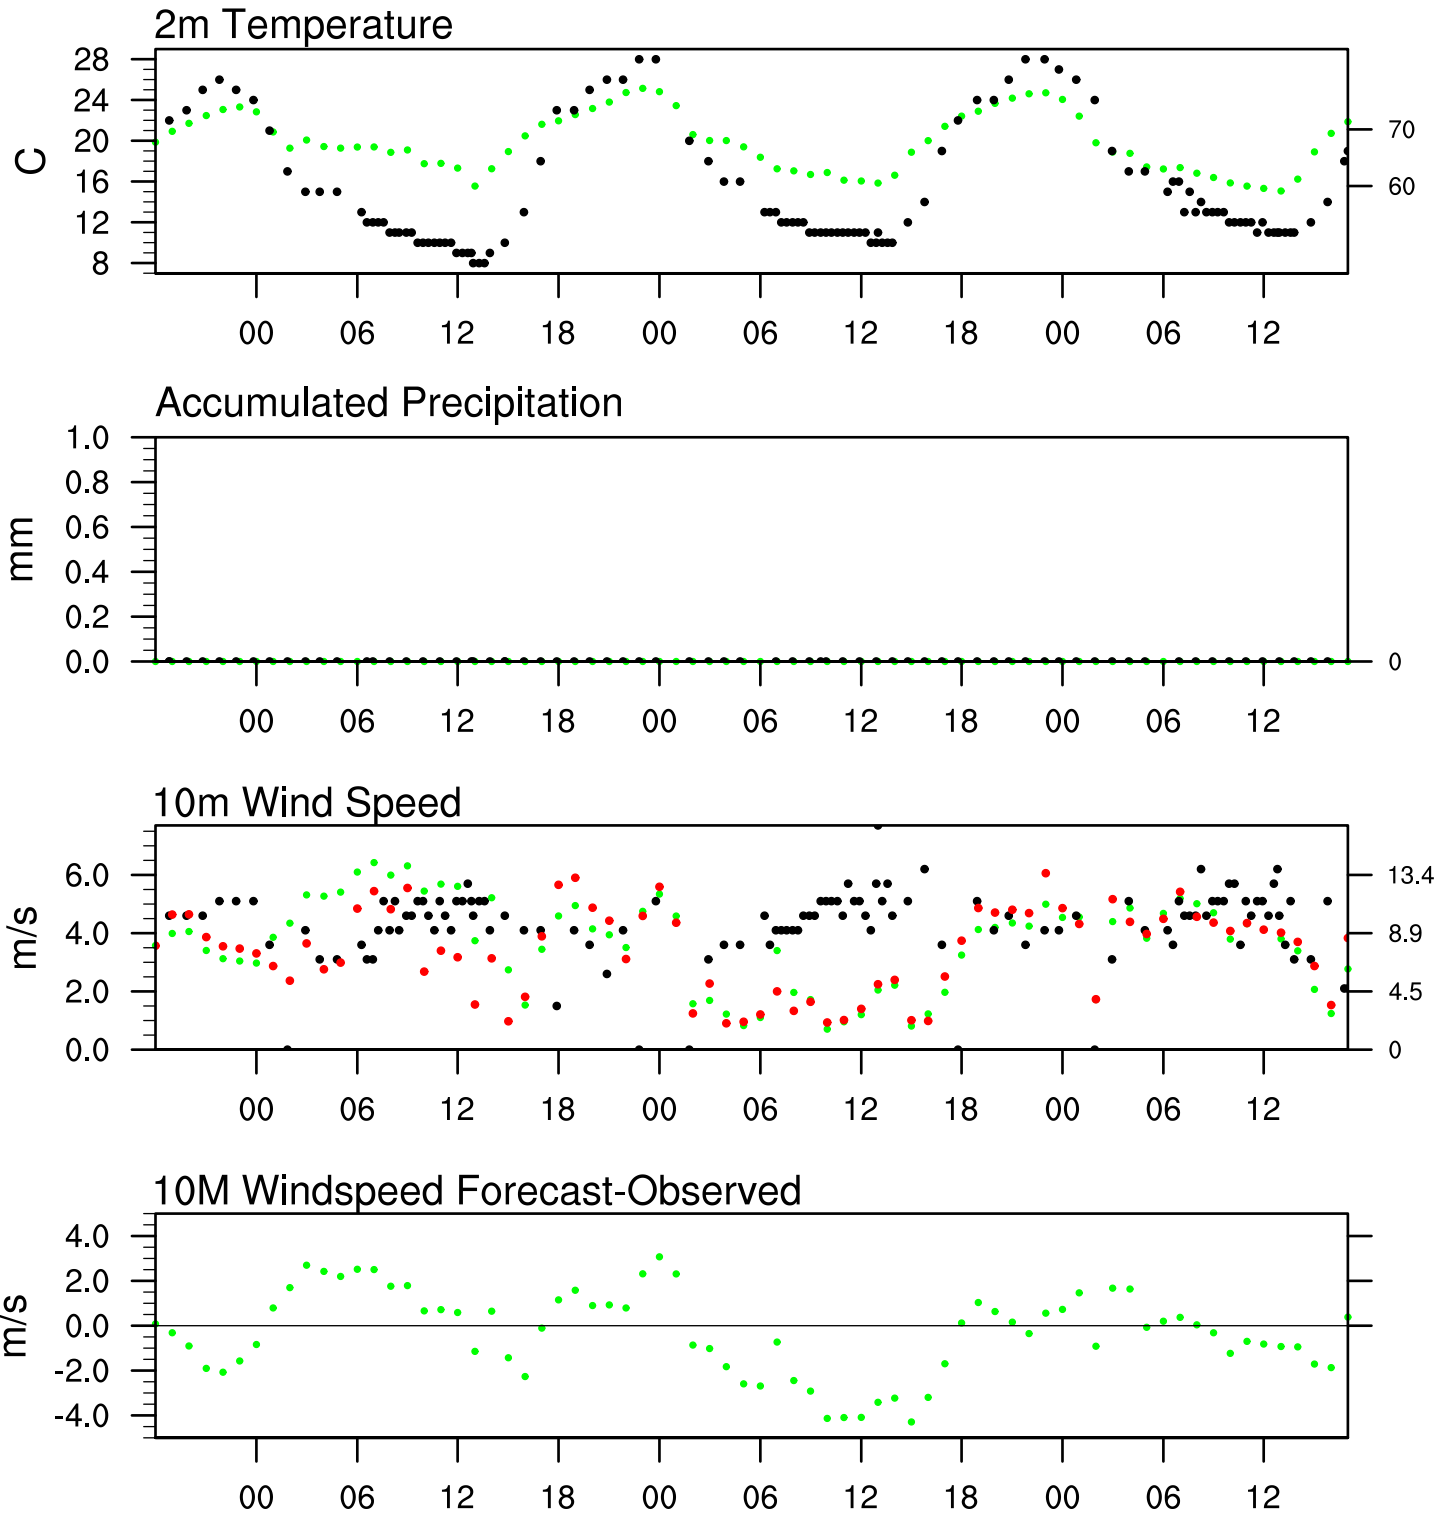 2m Temperature
28
24
20
16
12
8
C
70
60
00 06 12 18 00 06 12 18 00 06 12
Accumulated Precipitation
1.0
0.8
0.6
0.4
0.2
0.0
mm
0
00 06 12 18 00 06 12 18 00 06 12
10m Wind Speed
6.0
4.0
2.0
0.0
m/s
13.4
8.9
4.5
0
00 06 12 18 00 06 12 18 00 06 12
10M Windspeed Forecast-Observed
4.0
2.0
0.0
-2.0
-4.0
m/s
00 06 12 18 00 06 12 18 00 06 12